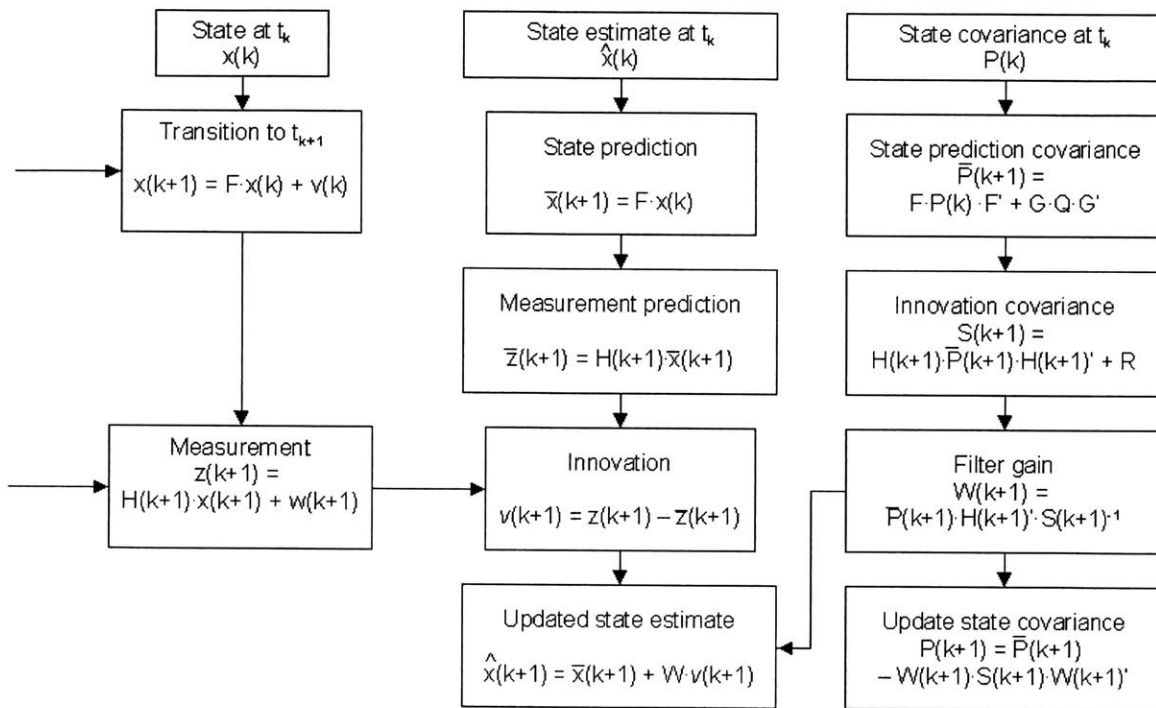 State at tₖ
x(k)
Transition to tₖ₊₁
x(k+1) = F·x(k) + v(k)
Measurement
z(k+1) =
H(k+1)·x(k+1) + w(k+1)
State estimate at tₖ
x̂(k)
State prediction
x̅(k+1) = F·x(k)
Measurement prediction
z̅(k+1) = H(k+1)·x̅(k+1)
Innovation
v(k+1) = z(k+1) – z̅(k+1)
Updated state estimate
x̂(k+1) = x̅(k+1) + W·v(k+1)
State covariance at tₖ
P(k)
State prediction covariance
P̅(k+1) =
F·P(k)·F' + G·Q·G'
Innovation covariance
S(k+1) =
H(k+1)·P̅(k+1)·H(k+1)' + R
Filter gain
W(k+1) =
P̅(k+1)·H(k+1)'·S(k+1)⁻¹
Update state covariance
P(k+1) = P̅(k+1)
– W(k+1)·S(k+1)·W(k+1)'